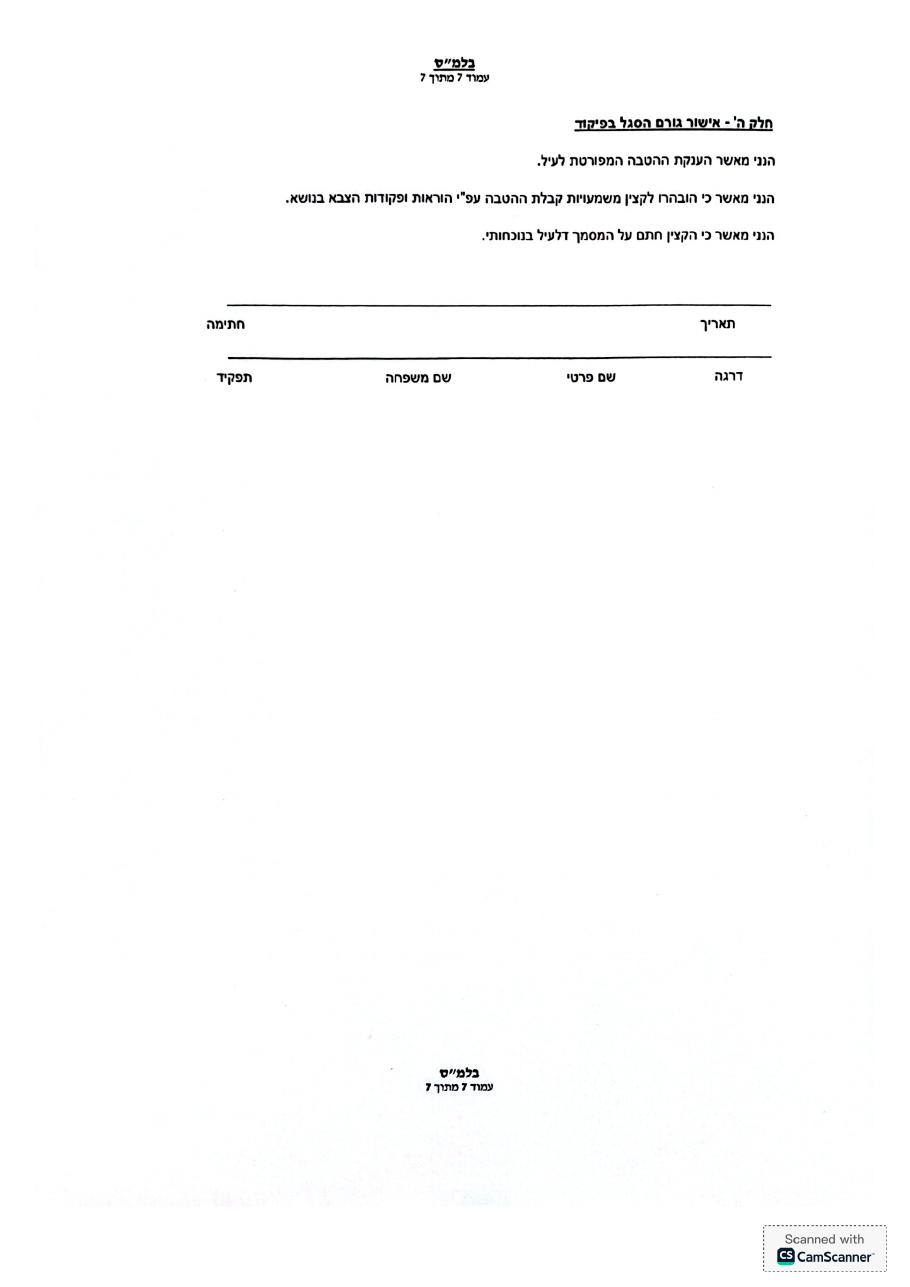 בלמ״ס
עמוד 7 מתוך 7
חלק ה' - אישור גורם הסגל בפיקוד
הנני מאשר הענקת ההטבה המפורטת לעיל.
הנני מאשר כי הובהרו לקצין משמעויות קבלת ההטבה עפ"י הוראות ופקודות הצבא בנושא.
הנני מאשר כי הקצין חתם על המסמך דלעיל בנוכחותי.
תאריך חתימה
דרגה שם פרטי שם משפחה תפקיד
בלמ״ס
עמוד 7 מתוך 7
Scanned with
CS CamScanner